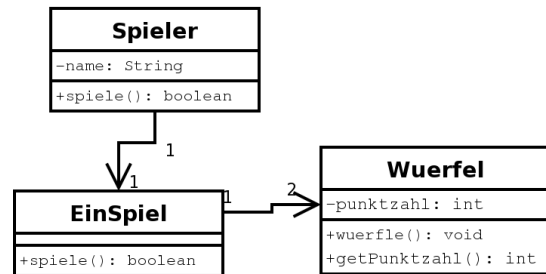 Spieler
-name: String
+spiele(): boolean
1
1
EinSpiel
+spiele(): boolean
1
2
Wuerfel
-punktzahl: int
+wuerfle(): void
+getPunktzahl(): int